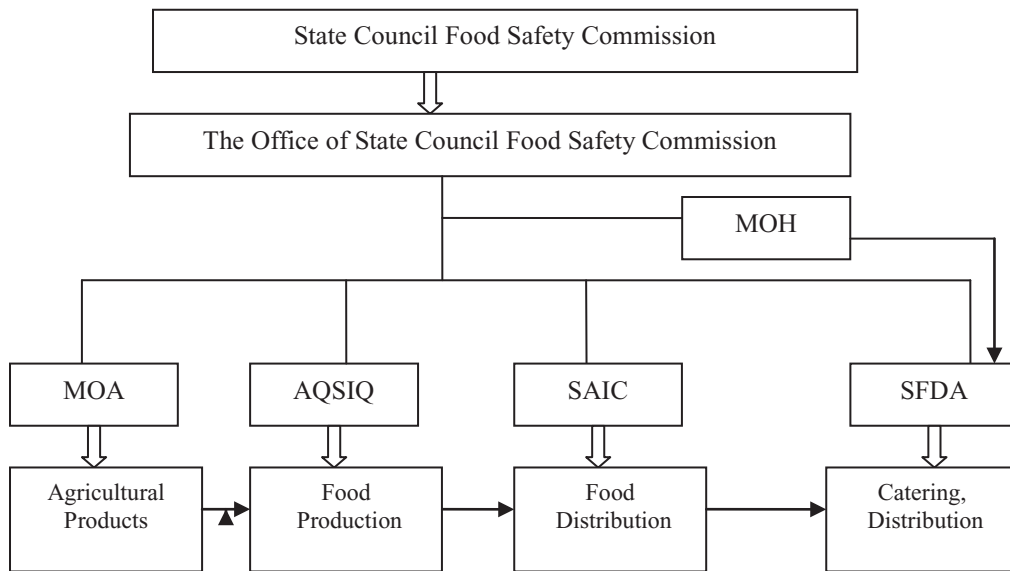 State Council Food Safety Commission
The Office of State Council Food Safety Commission
MOH
MOA
AQSIQ
SAIC
SFDA
Agricultural
Products
Food
Production
Food
Distribution
Catering,
Distribution